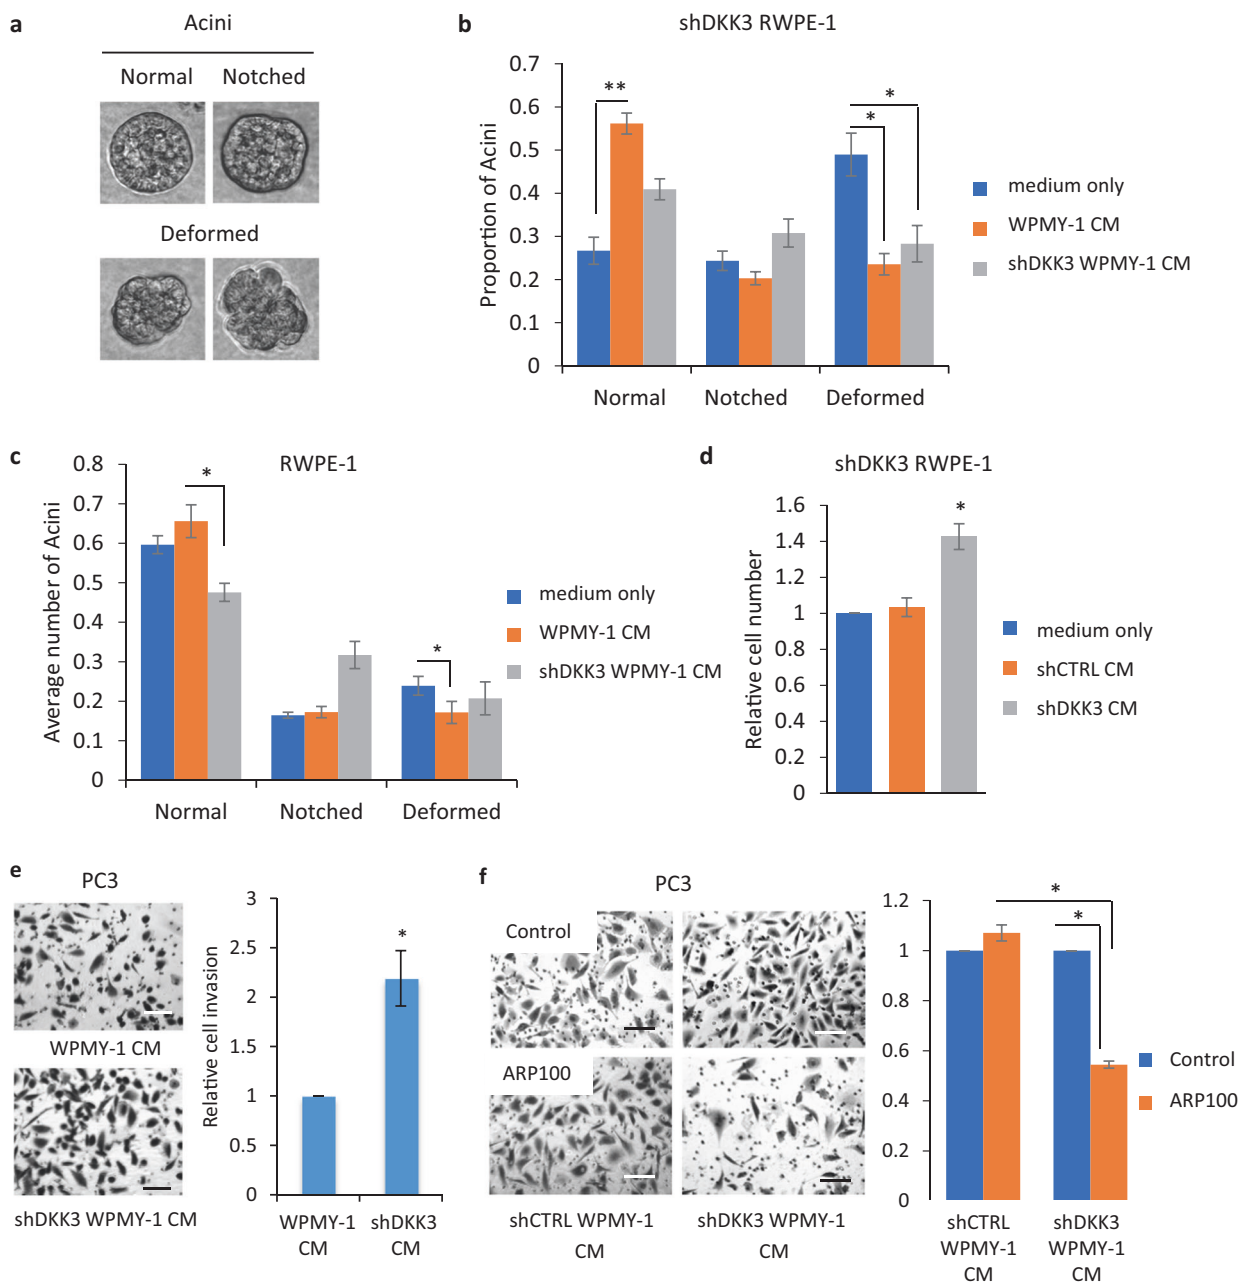 a
Acini
Normal Notched
Deformed
b
shDKK3 RWPE-1
Proportion of Acini
0.7
0.6
0.5
0.4
0.3
0.2
0.1
0
**
*
*
Normal Notched Deformed
medium only
WPMY-1 CM
shDKK3 WPMY-1 CM
c
RWPE-1
Average number of Acini
0.8
0.7
0.6
0.5
0.4
0.3
0.2
0.1
0
*
*
Normal Notched Deformed
medium only
WPMY-1 CM
shDKK3 WPMY-1 CM
d
shDKK3 RWPE-1
Relative cell number
1.6
1.4
1.2
1
0.8
0.6
0.4
0.2
0
*
medium only
shCTRL CM
shDKK3 CM
e
PC3
WPMY-1 CM
shDKK3 WPMY-1 CM
Relative cell invasion
3
2.5
2
1.5
1
0.5
0
*
WPMY-1
CM
shDKK3
CM
f
PC3
Control
ARP100
shCTRL WPMY-1
CM
shDKK3 WPMY-1
CM
1.2
1
0.8
0.6
0.4
0.2
0
*
*
shCTRL
WPMY-1
CM
shDKK3
WPMY-1
CM
Control
ARP100